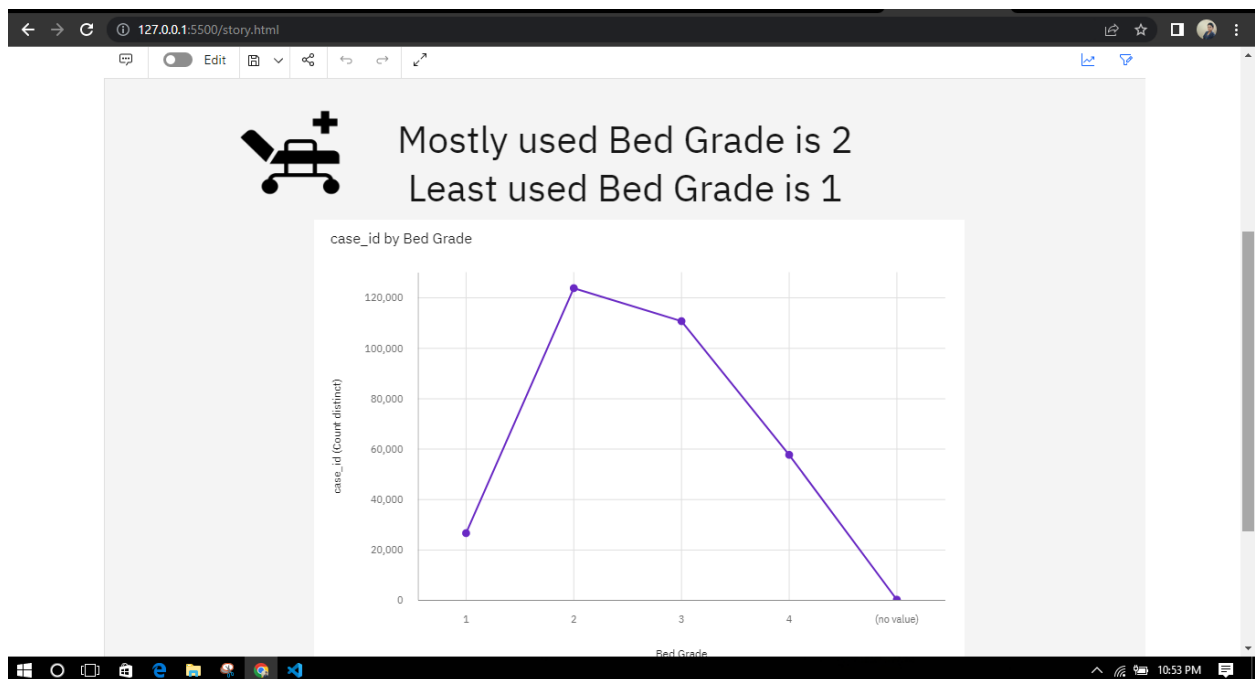 127.0.0.1:5500/story.html
Edit
Mostly used Bed Grade is 2
Least used Bed Grade is 1
case_id by Bed Grade
case_id (Count distinct)
120,000
100,000
80,000
60,000
40,000
20,000
0
1 2 3 4 (no value)
Bed Grade
10:53 PM